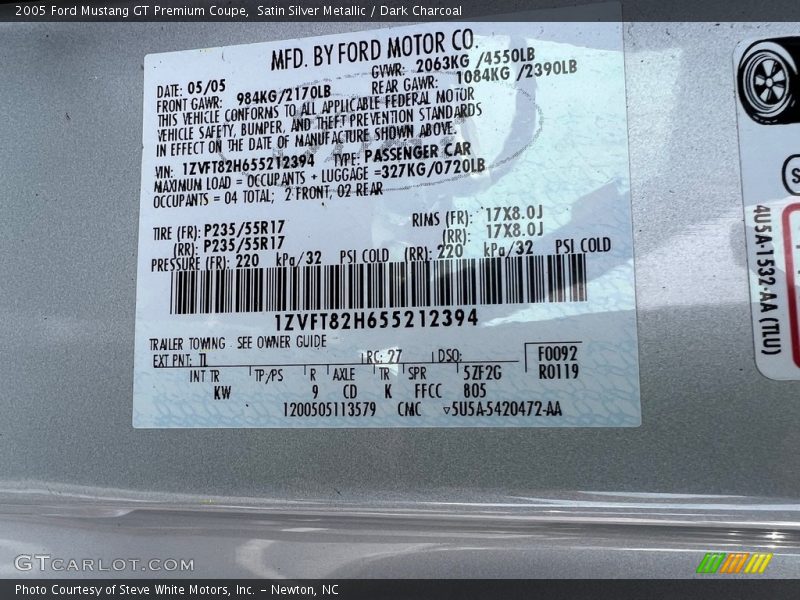 2005 Ford Mustang GT Premium Coupe, Satin Silver Metallic / Dark Charcoal
MFD. BY FORD MOTOR CO.
DATE: 05/05 GVWR: 2063KG /4550LB
FRONT GAWR: 984KG/2170LB REAR GAWR: 1084KG /2390LB
THIS VEHICLE CONFORMS TO ALL APPLICABLE FEDERAL MOTOR
VEHICLE SAFETY, BUMPER, AND THEFT PREVENTION STANDARDS
IN EFFECT ON THE DATE OF MANUFACTURE SHOWN ABOVE.
VIN: 1ZVFT82H655212394 TYPE: PASSENGER CAR
MAXIMUM LOAD = OCCUPANTS + LUGGAGE =327KG/0720LB
OCCUPANTS = 04 TOTAL; 2 FRONT, 02 REAR
TIRE (FR): P235/55R17 RIMS (FR): 17X8.0J
(RR): P235/55R17 (RR): 17X8.0J
PRESSURE (FR): 220 kPa/32 PSI COLD (RR): 220 kPa/32 PSI COLD
1ZVFT82H655212394
TRAILER TOWING - SEE OWNER GUIDE
EXT PNT: TL RC: 27 DSO: F0092
INT TR TP/PS R AXLE TR SPR 5ZF2G R0119
KW 9 CD K FFCC 805
1200505113579 CMC ▿5U5A-5420472-AA
4U5A-1532-AA (TLU)
GTCARLOT.COM
Photo Courtesy of Steve White Motors, Inc. – Newton, NC